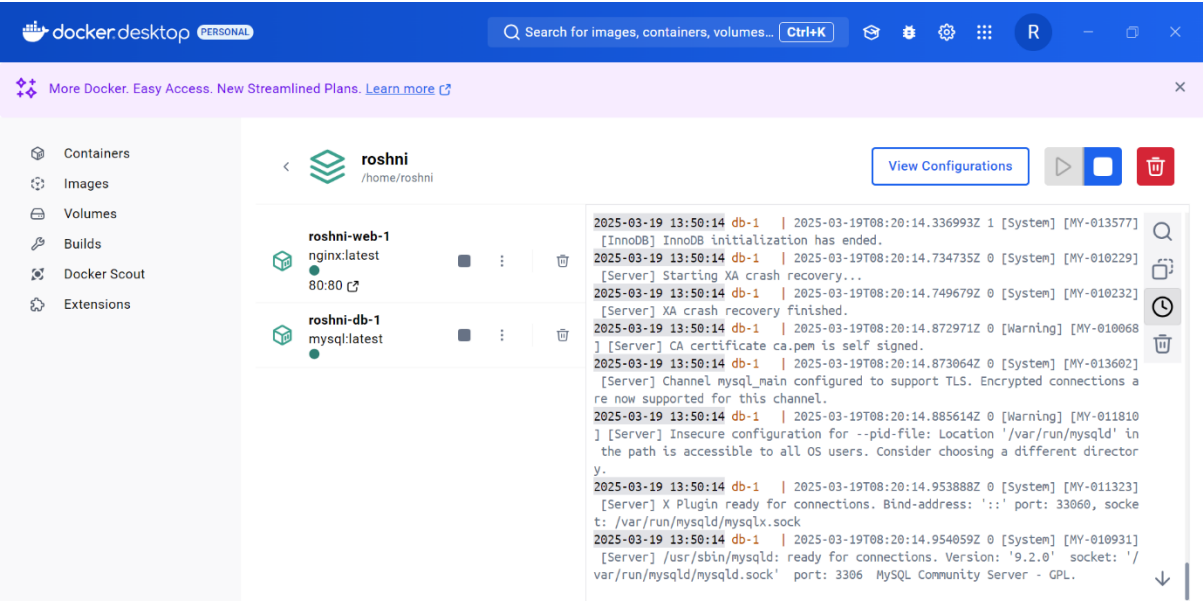 docker.desktop PERSONAL
Search for images, containers, volumes... Ctrl+K
R
More Docker. Easy Access. New Streamlined Plans. Learn more
Containers
Images
Volumes
Builds
Docker Scout
Extensions
roshni
/home/roshni
View Configurations
roshni-web-1
nginx:latest
80:80
roshni-db-1
mysql:latest
2025-03-19 13:50:14 db-1 | 2025-03-19T08:20:14.336993Z 1 [System] [MY-013577]
[InnoDB] InnoDB initialization has ended.
2025-03-19 13:50:14 db-1 | 2025-03-19T08:20:14.734735Z 0 [System] [MY-010229]
[Server] Starting XA crash recovery...
2025-03-19 13:50:14 db-1 | 2025-03-19T08:20:14.749679Z 0 [System] [MY-010232]
[Server] XA crash recovery finished.
2025-03-19 13:50:14 db-1 | 2025-03-19T08:20:14.872971Z 0 [Warning] [MY-010068
] [Server] CA certificate ca.pem is self signed.
2025-03-19 13:50:14 db-1 | 2025-03-19T08:20:14.873064Z 0 [System] [MY-013602]
[Server] Channel mysql_main configured to support TLS. Encrypted connections a
re now supported for this channel.
2025-03-19 13:50:14 db-1 | 2025-03-19T08:20:14.885614Z 0 [Warning] [MY-011810
] [Server] Insecure configuration for --pid-file: Location '/var/run/mysqld' in
the path is accessible to all OS users. Consider choosing a different director
y.
2025-03-19 13:50:14 db-1 | 2025-03-19T08:20:14.953888Z 0 [System] [MY-011323]
[Server] X Plugin ready for connections. Bind-address: '::' port: 33060, socke
t: /var/run/mysqld/mysqlx.sock
2025-03-19 13:50:14 db-1 | 2025-03-19T08:20:14.954059Z 0 [System] [MY-010931]
[Server] /usr/sbin/mysqld: ready for connections. Version: '9.2.0' socket: '/
var/run/mysqld/mysqld.sock' port: 3306 MySQL Community Server - GPL.